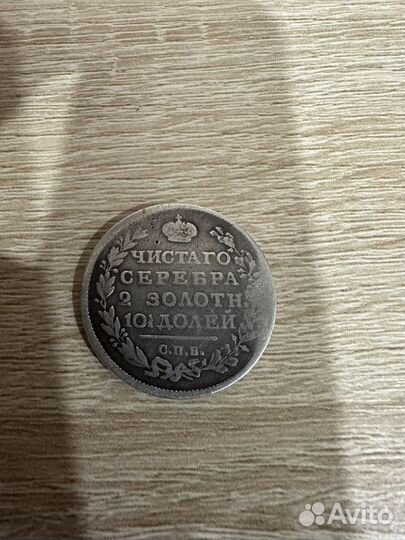 ЧИСТАГО
СЕРЕБРА
2 ЗОЛОТН.
10½ ДОЛЕЙ
С.П.Б.
Avito